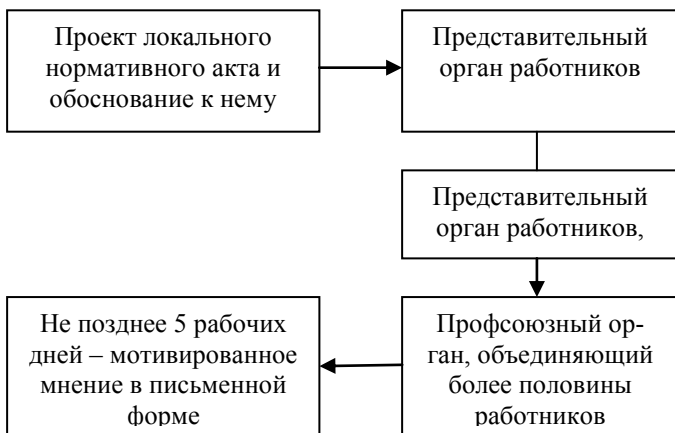 Проект локального
нормативного акта и
обоснование к нему
Представительный
орган работников
Представительный
орган работников,
Профсоюзный ор-
ган, объединяющий
более половины
работников
Не позднее 5 рабочих
дней – мотивированное
мнение в письменной
форме